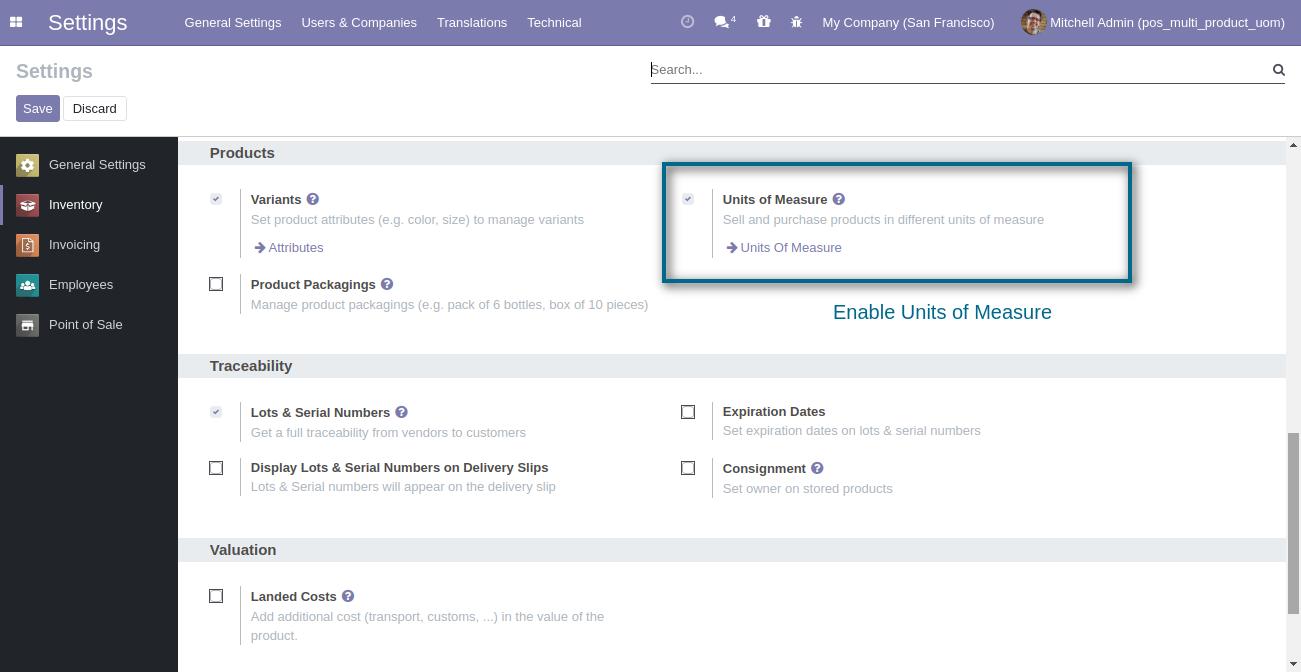 Settings
General Settings
Users & Companies
Translations
Technical
4
My Company (San Francisco)
Mitchell Admin (pos_multi_product_uom)
Settings
Search...
Save
Discard
General Settings
Inventory
Invoicing
Employees
Point of Sale
Products
Variants
Set product attributes (e.g. color, size) to manage variants
Attributes
Units of Measure
Sell and purchase products in different units of measure
Units Of Measure
Product Packagings
Manage product packagings (e.g. pack of 6 bottles, box of 10 pieces)
Enable Units of Measure
Traceability
Lots & Serial Numbers
Get a full traceability from vendors to customers
Expiration Dates
Set expiration dates on lots & serial numbers
Display Lots & Serial Numbers on Delivery Slips
Lots & Serial numbers will appear on the delivery slip
Consignment
Set owner on stored products
Valuation
Landed Costs
Add additional cost (transport, customs, ...) in the value of the
product.